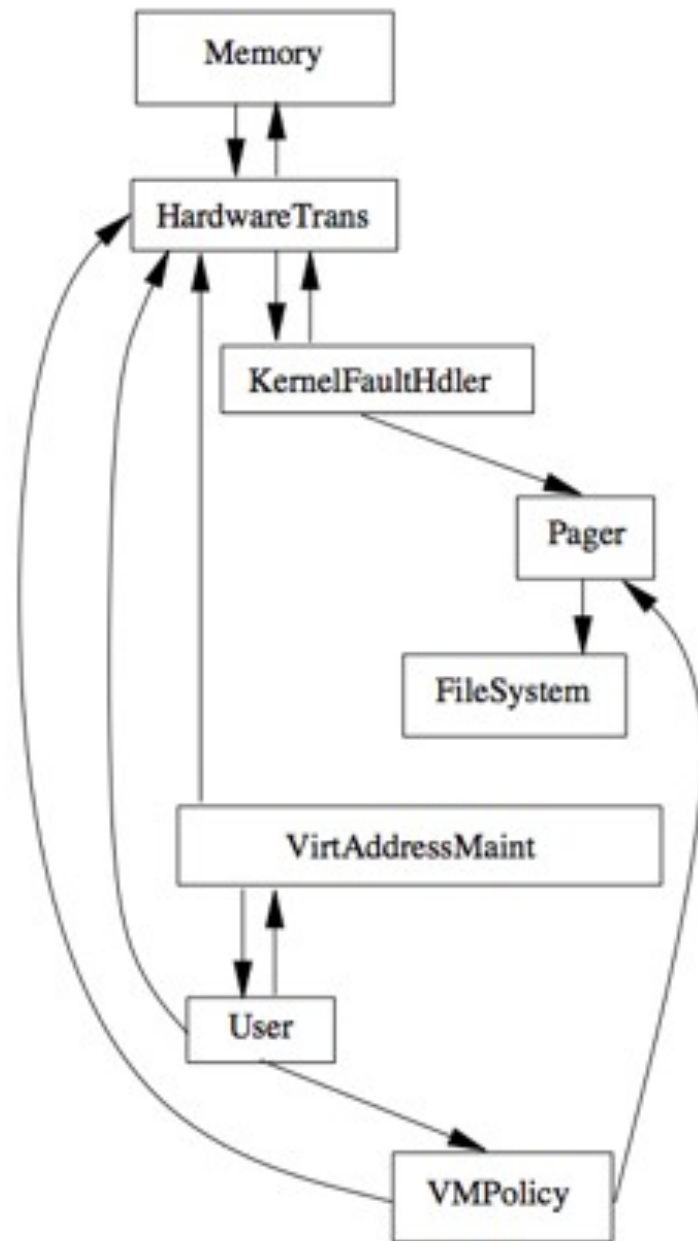 Memory
HardwareTrans
KernelFaultHdler
Pager
FileSystem
VirtAddressMaint
User
VMPolicy